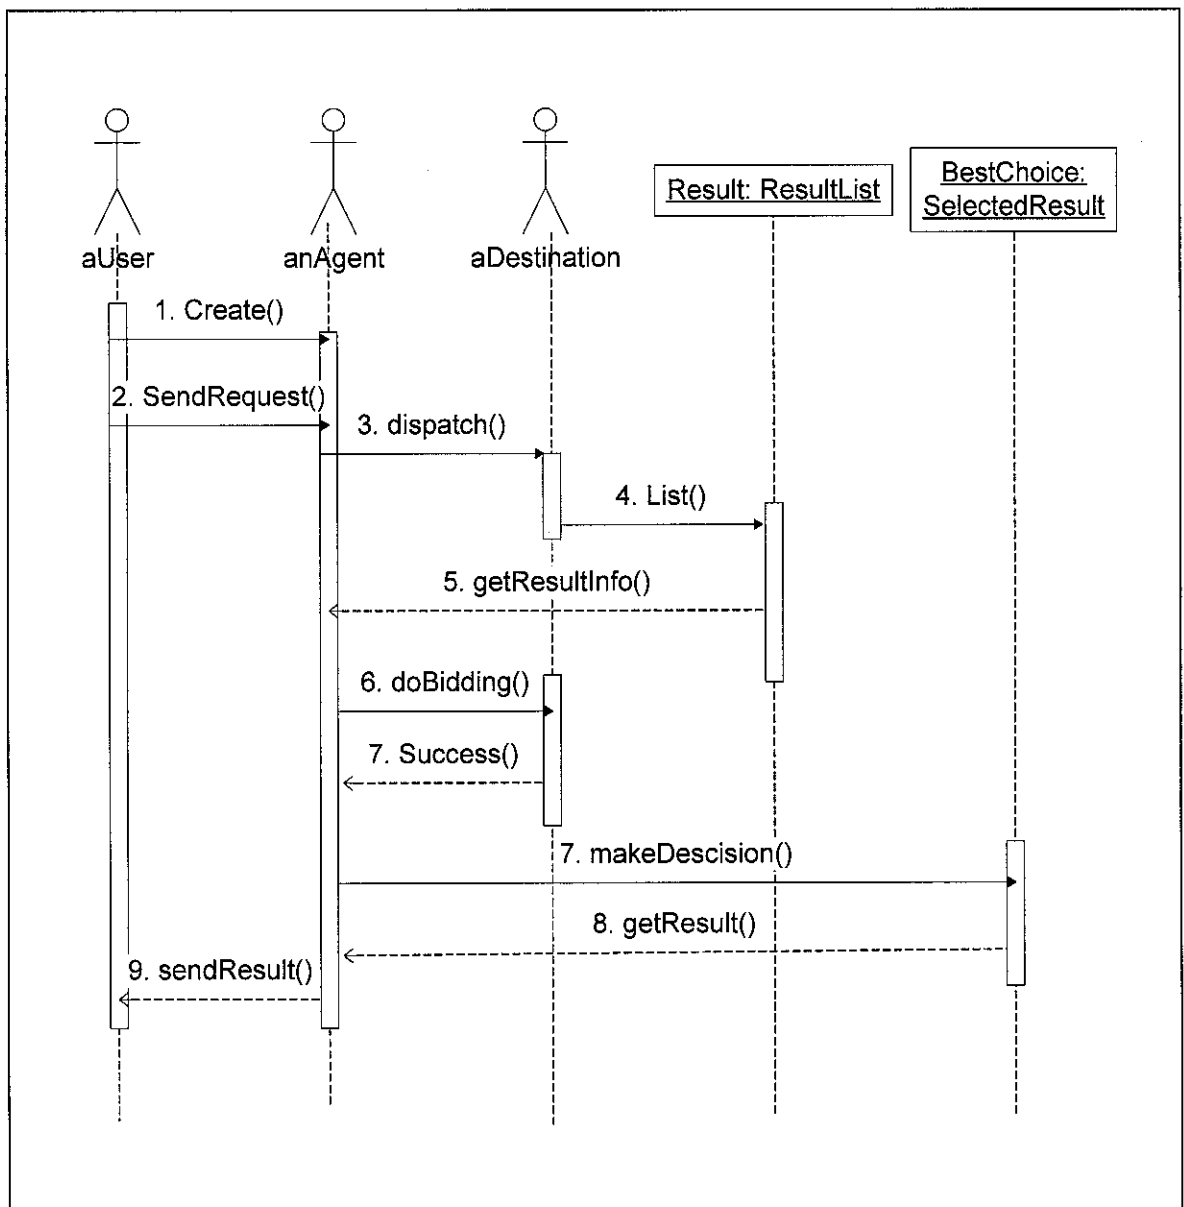 Result: ResultList
BestChoice:
SelectedResult
aUser
anAgent
aDestination
1. Create()
2. SendRequest()
3. dispatch()
4. List()
5. getResultInfo()
6. doBidding()
7. Success()
7. makeDescision()
8. getResult()
9. sendResult()